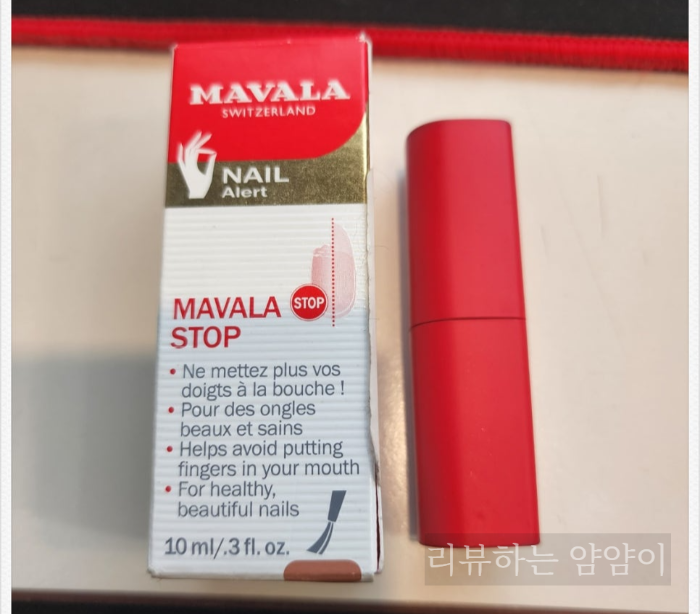 MAVALA
SWITZERLAND
NAIL
Alert
MAVALA STOP
STOP
• Ne mettez plus vos
doigts à la bouche !
• Pour des ongles
beaux et sains
• Helps avoid putting
fingers in your mouth
• For healthy,
beautiful nails
10 ml/.3 fl. oz.
리뷰하는 얌얌이